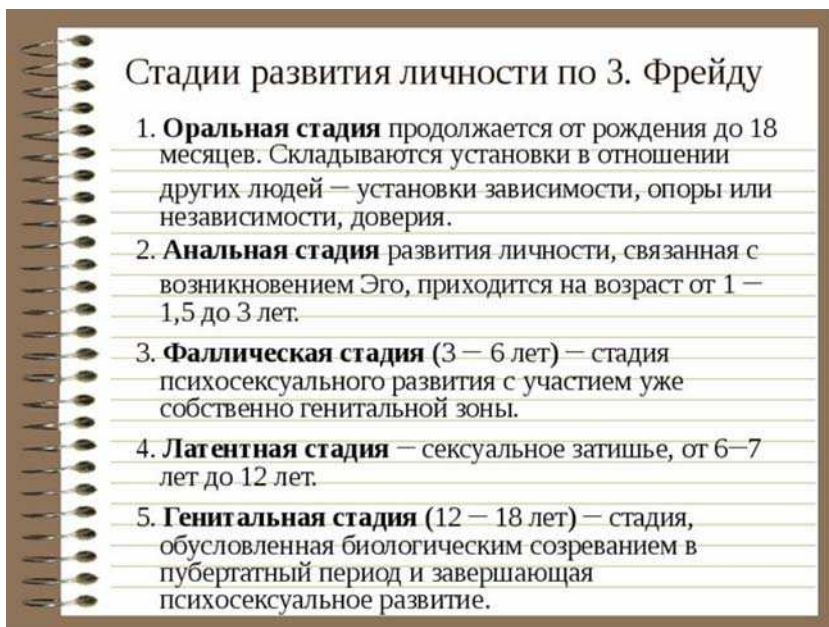 Стадии развития личности по З. Фрейду
1. Оральная стадия продолжается от рождения до 18
месяцев. Складываются установки в отношении
других людей — установки зависимости, опоры или
независимости, доверия.
2. Анальная стадия развития личности, связанная с
возникновением Эго, приходится на возраст от 1 —
1,5 до 3 лет.
3. Фаллическая стадия (3 — 6 лет) — стадия
психосексуального развития с участием уже
собственно генитальной зоны.
4. Латентная стадия — сексуальное затишье, от 6—7
лет до 12 лет.
5. Генитальная стадия (12 — 18 лет) — стадия,
обусловленная биологическим созреванием в
пубертатный период и завершающая
психосексуальное развитие.